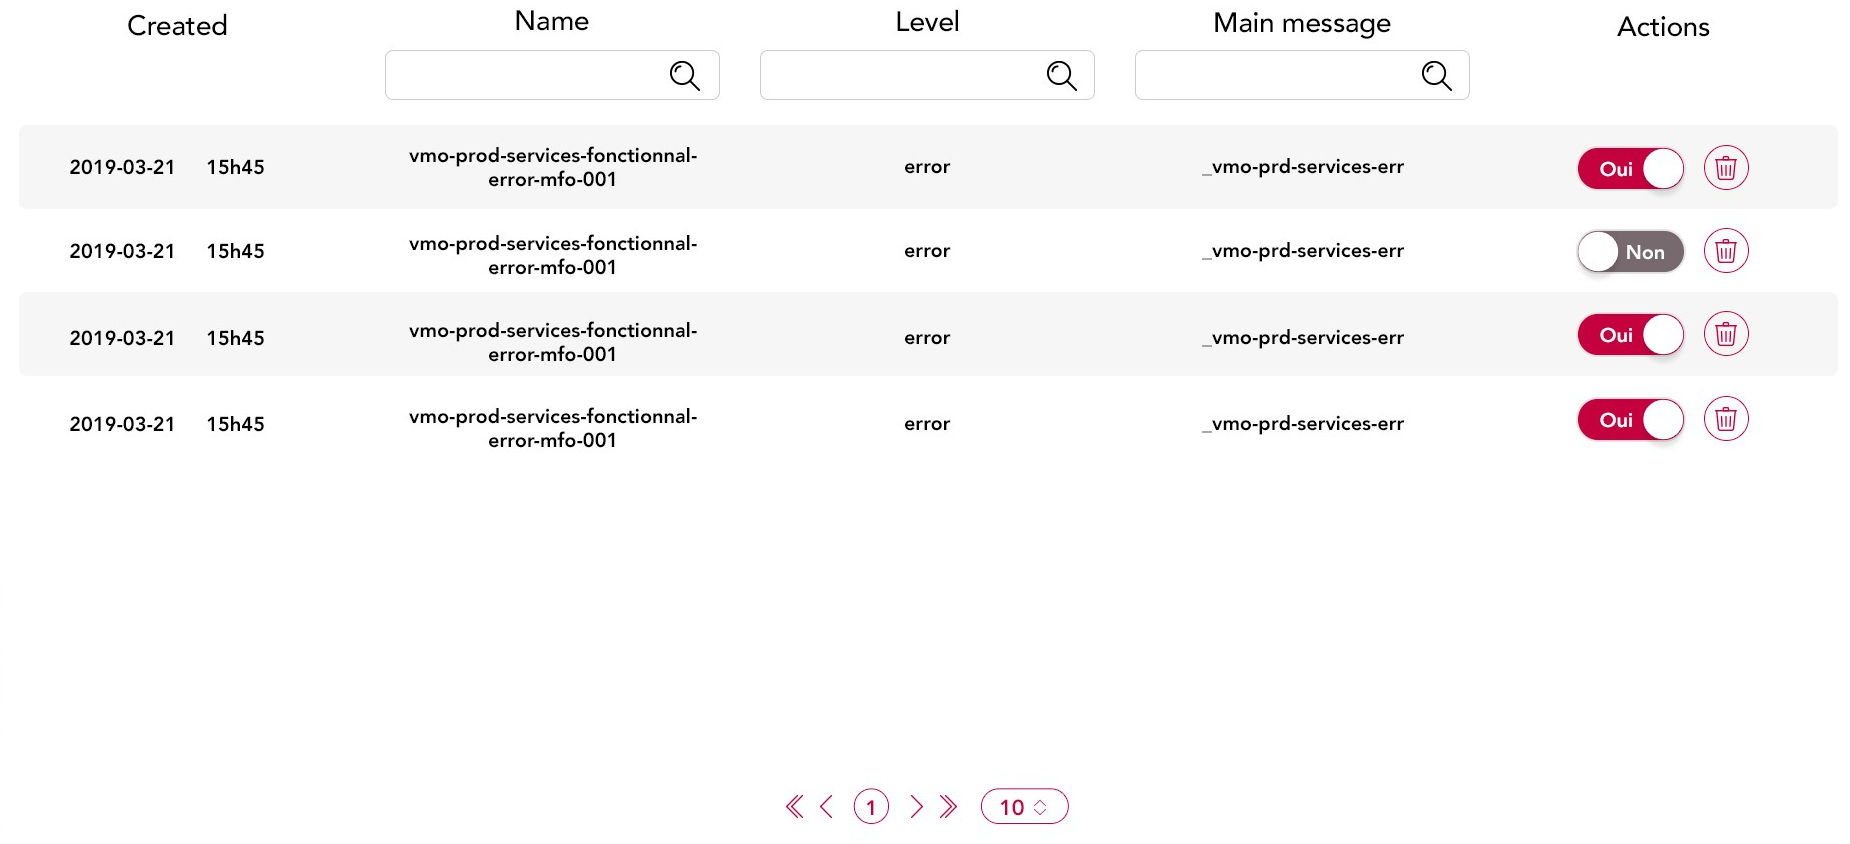 Created Name Level Main message Actions
2019-03-21 15h45 vmo-prod-services-fonctionnal-
error-mfo-001 error _vmo-prd-services-err Oui
2019-03-21 15h45 vmo-prod-services-fonctionnal-
error-mfo-001 error _vmo-prd-services-err Non
2019-03-21 15h45 vmo-prod-services-fonctionnal-
error-mfo-001 error _vmo-prd-services-err Oui
2019-03-21 15h45 vmo-prod-services-fonctionnal-
error-mfo-001 error _vmo-prd-services-err Oui
1 10